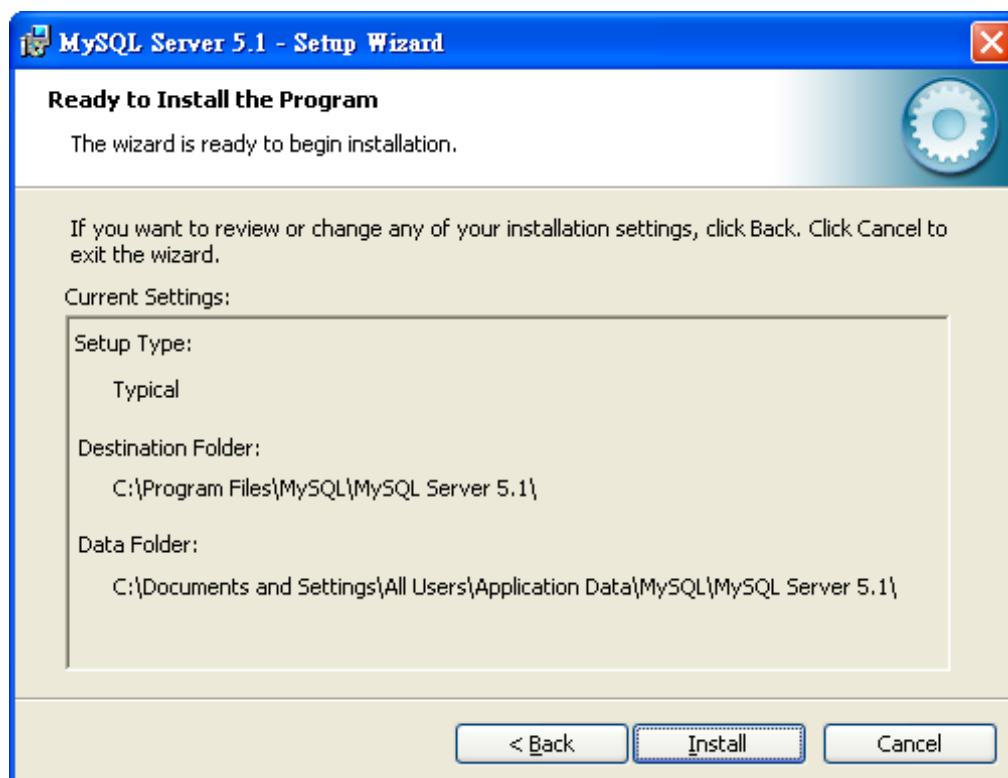 MySQL Server 5.1 - Setup Wizard
Ready to Install the Program
The wizard is ready to begin installation.
If you want to review or change any of your installation settings, click Back. Click Cancel to
exit the wizard.
Current Settings:
Setup Type:
Typical
Destination Folder:
C:\Program Files\MySQL\MySQL Server 5.1\
Data Folder:
C:\Documents and Settings\All Users\Application Data\MySQL\MySQL Server 5.1\
< Back Install Cancel